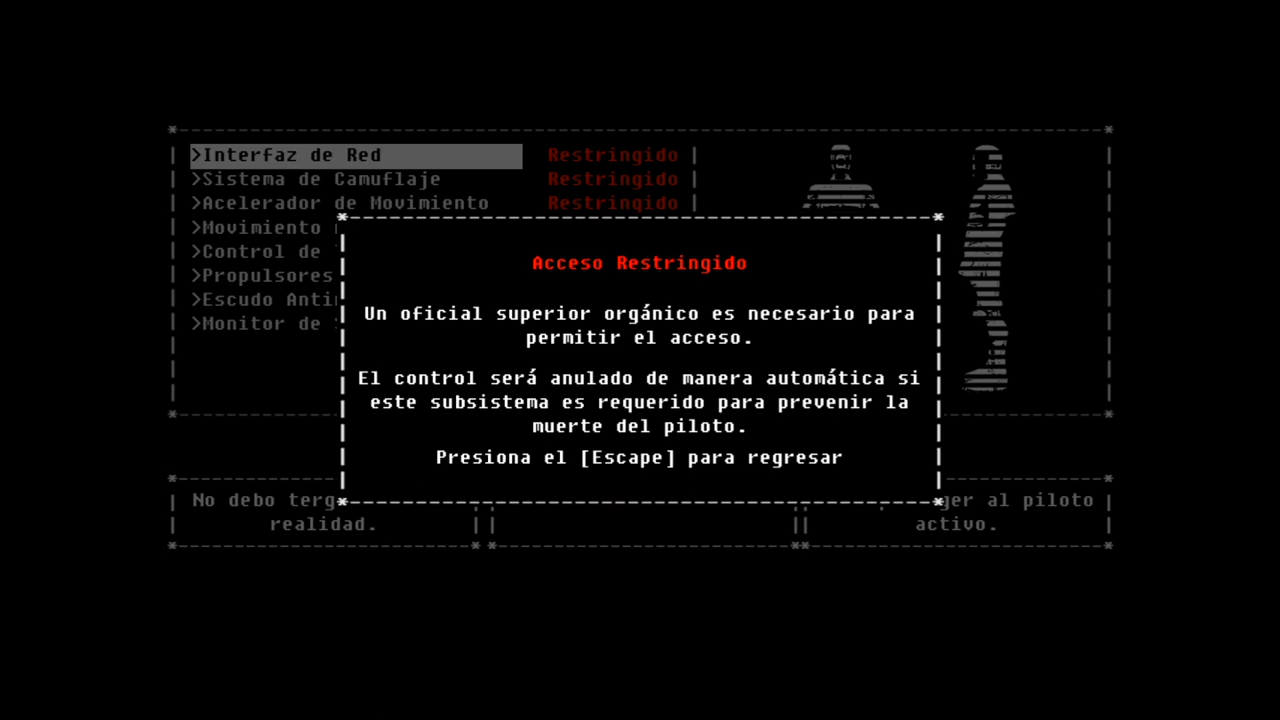 >Interfaz de Red Restringido
>Sistema de Camuflaje Restringido
>Acelerador de Movimiento Restringido
>Movimiento
>Control de
>Propulsores
>Escudo
>Monitor de
Acceso Restringido
Un oficial superior orgánico es necesario para
permitir el acceso.
El control será anulado de manera automática si
este subsistema es requerido para prevenir la
muerte del piloto.
Presiona el [Escape] para regresar
No debo
realidad.
al piloto
activo.